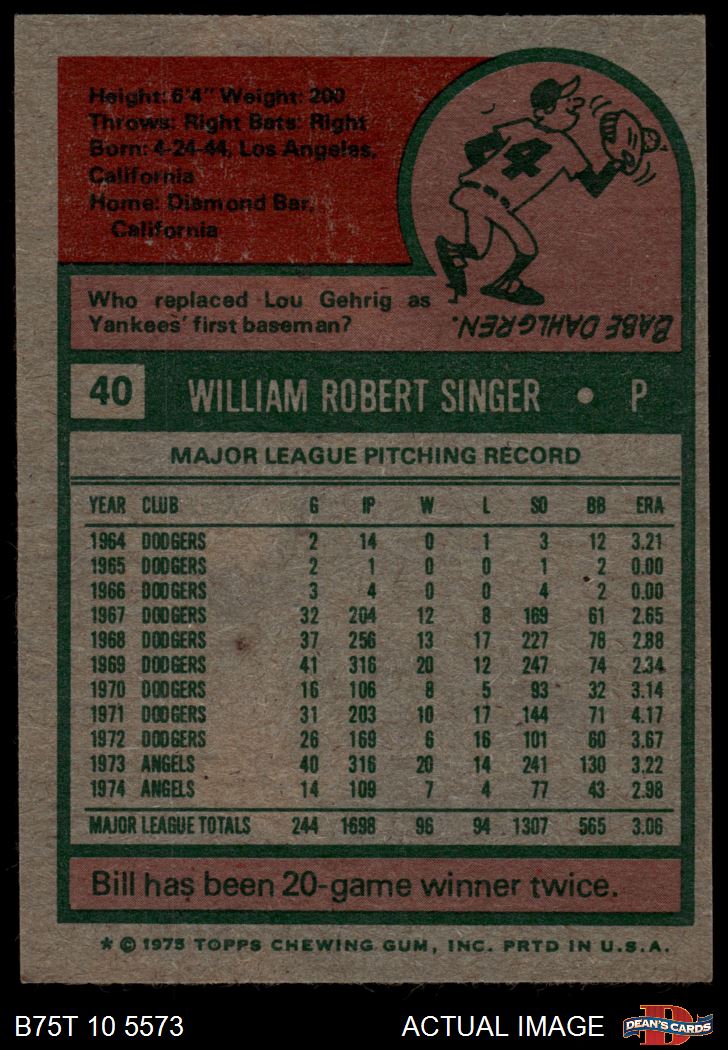 Height: 6'4" Weight: 200
Throws: Right Bats: Right
Born: 4-24-44, Los Angeles,
California
Home: Diamond Bar,
California
4
Who replaced Lou Gehrig as
Yankees' first baseman?
BABE DAHLGREN.
40 WILLIAM ROBERT SINGER • P
MAJOR LEAGUE PITCHING RECORD
YEAR CLUB G IP W L SO BB ERA
1964 DODGERS 2 14 0 1 3 12 3.21
1965 DODGERS 2 1 0 0 1 2 0.00
1966 DODGERS 3 4 0 0 4 2 0.00
1967 DODGERS 32 204 12 8 169 61 2.65
1968 DODGERS 37 256 13 17 227 78 2.88
1969 DODGERS 41 316 20 12 247 74 2.34
1970 DODGERS 16 106 8 5 93 32 3.14
1971 DODGERS 31 203 10 17 144 71 4.17
1972 DODGERS 26 169 6 16 101 60 3.67
1973 ANGELS 40 316 20 14 241 130 3.22
1974 ANGELS 14 109 7 4 77 43 2.98
MAJOR LEAGUE TOTALS 244 1698 96 94 1307 565 3.06
Bill has been 20-game winner twice.
* © 1975 TOPPS CHEWING GUM, INC. PRTD IN U.S.A.
B75T 10 5573 ACTUAL IMAGE D DEAN'S CARDS